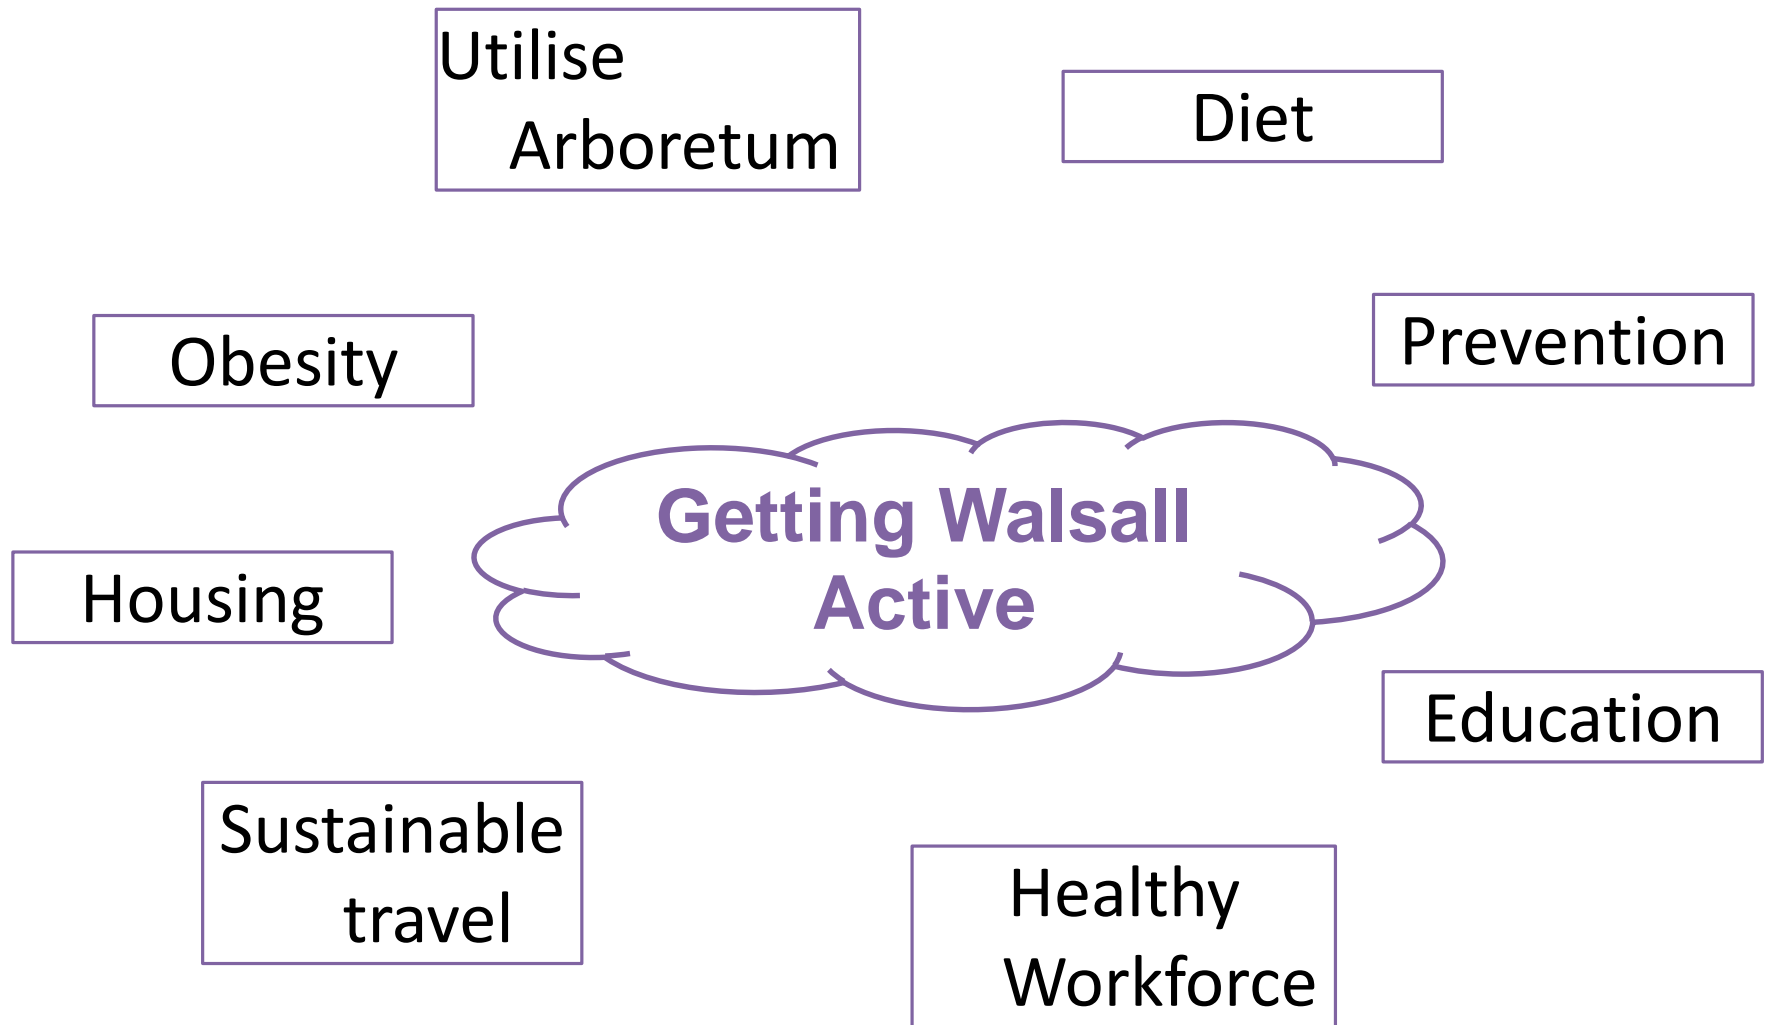 Utilise
Arboretum
Diet
Obesity
Prevention
Getting Walsall
Active
Housing
Education
Sustainable
travel
Healthy
Workforce